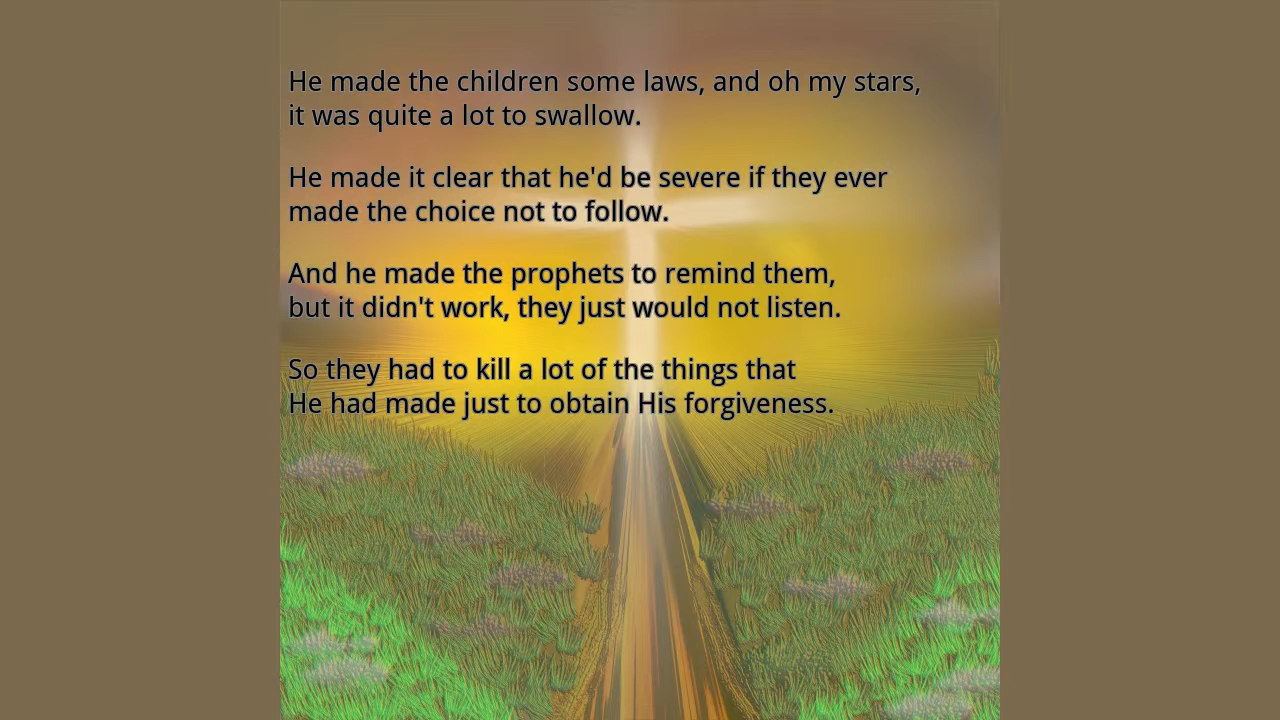 He made the children some laws, and oh my stars,
it was quite a lot to swallow.
He made it clear that he'd be severe if they ever
made the choice not to follow.
And he made the prophets to remind them,
but it didn't work, they just would not listen.
So they had to kill a lot of the things that
He had made just to obtain His forgiveness.